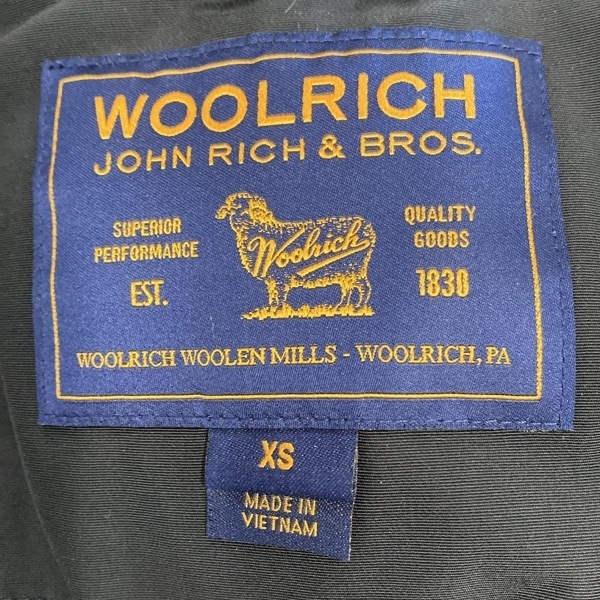 WOOLRICH
JOHN RICH & BROS.
SUPERIOR
PERFORMANCE
EST.
Woolrich
QUALITY
GOODS
1830
WOOLRICH WOOLEN MILLS - WOOLRICH, PA
XS
MADE IN
VIETNAM